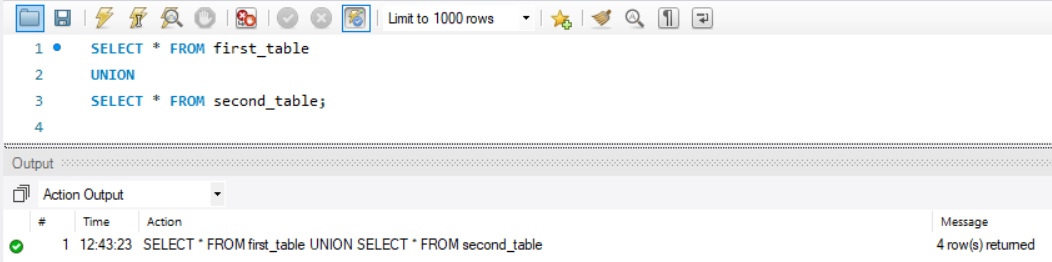 Limit to 1000 rows
1 SELECT * FROM first_table
2 UNION
3 SELECT * FROM second_table;
4
Output
Action Output
# Time Action Message
1 12:43:23 SELECT * FROM first_table UNION SELECT * FROM second_table 4 row(s) returned